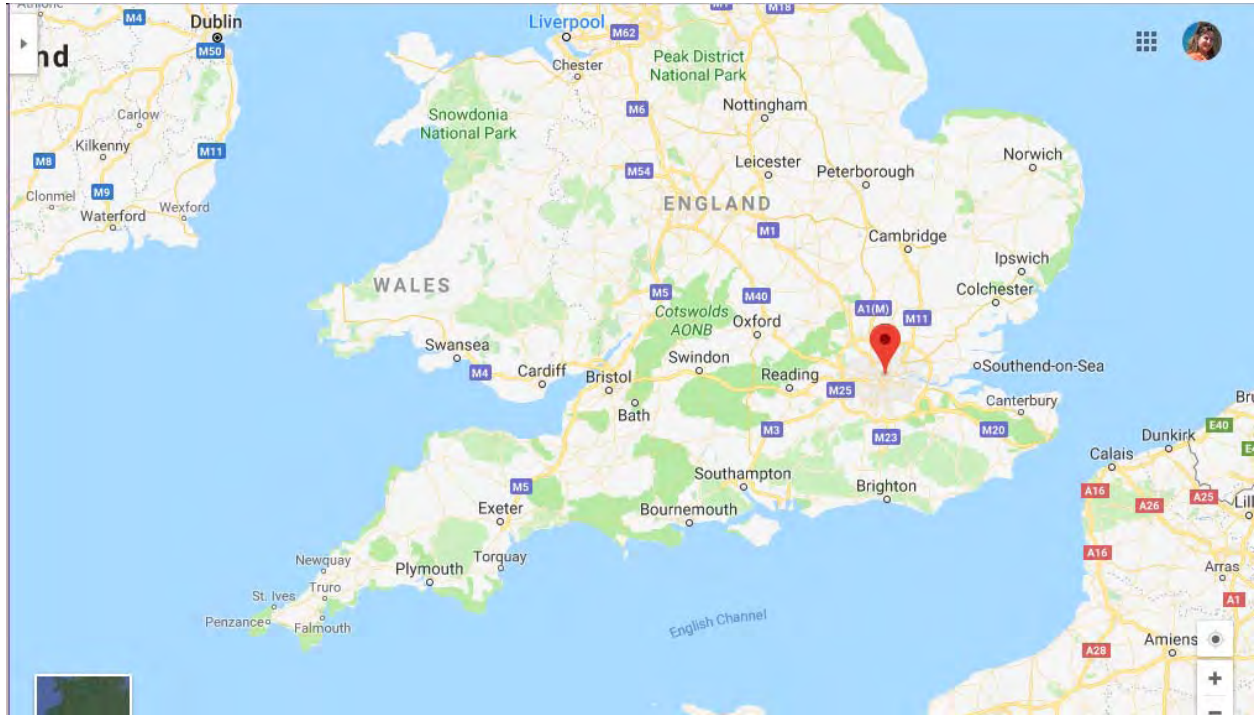 Athlone
M4
Dublin
M50
nd
Liverpool
M62
M1
M18
Chester
Peak District
National Park
Carlow
M6
Nottingham
Snowdonia
National Park
Kilkenny
M8
M11
Norwich
Leicester
M54
Peterborough
Clonmel
M9
Wexford
Waterford
ENGLAND
M1
Cambridge
Ipswich
WALES
M5
M40
Colchester
Cotswolds
AONB
A1(M)
M11
Oxford
Swansea
M4
Cardiff
Bristol
Swindon
Reading
M25
Southend-on-Sea
Bath
Canterbury
M3
M23
M20
Bru
E40
Dunkirk
Calais
Southampton
Brighton
M5
A16
A26
A25
Lill
Exeter
Bournemouth
A16
Newquay
Plymouth
Torquay
Arras
St. Ives
Truro
A1
Penzance
Falmouth
English Channel
Amiens
A28
+
−